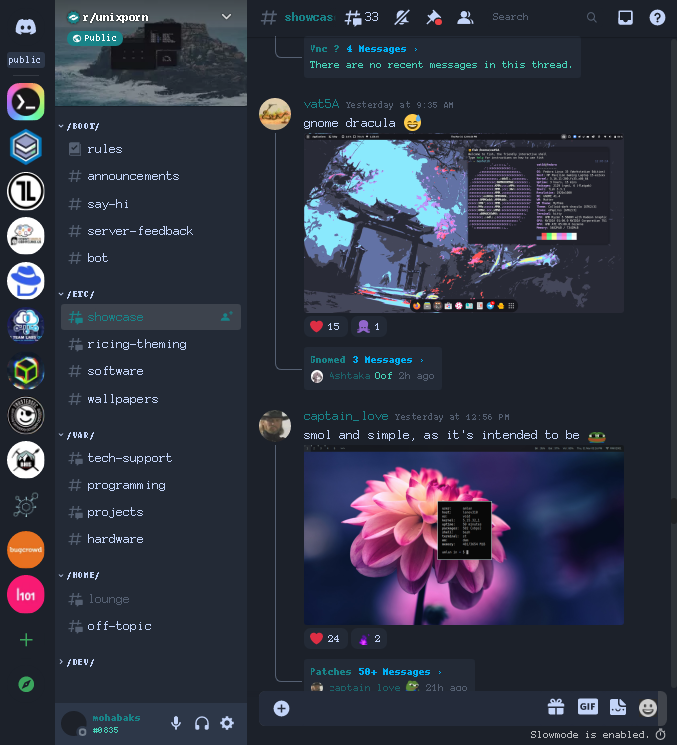 public
r/unixporn
Public
/BOOT/
rules
announcements
say-hi
server-feedback
bot
/ETC/
showcase
ricing-theming
software
wallpapers
/VAR/
tech-support
programming
projects
hardware
/HOME/
lounge
off-topic
/DEV/
mohabaks
#0835
bugcrowd
h101
showcas
33
Search
Vnc ? 4 Messages ›
There are no recent messages in this thread.
vat5A Yesterday at 9:35 AM
gnome dracula
15
1
Gnomed 3 Messages ›
Ashtaka Oof 2h ago
captain_love Yesterday at 12:56 PM
smol and simple, as it's intended to be
24
2
Patches 50+ Messages ›
captain_love 21h ago
GIF
Slowmode is enabled.